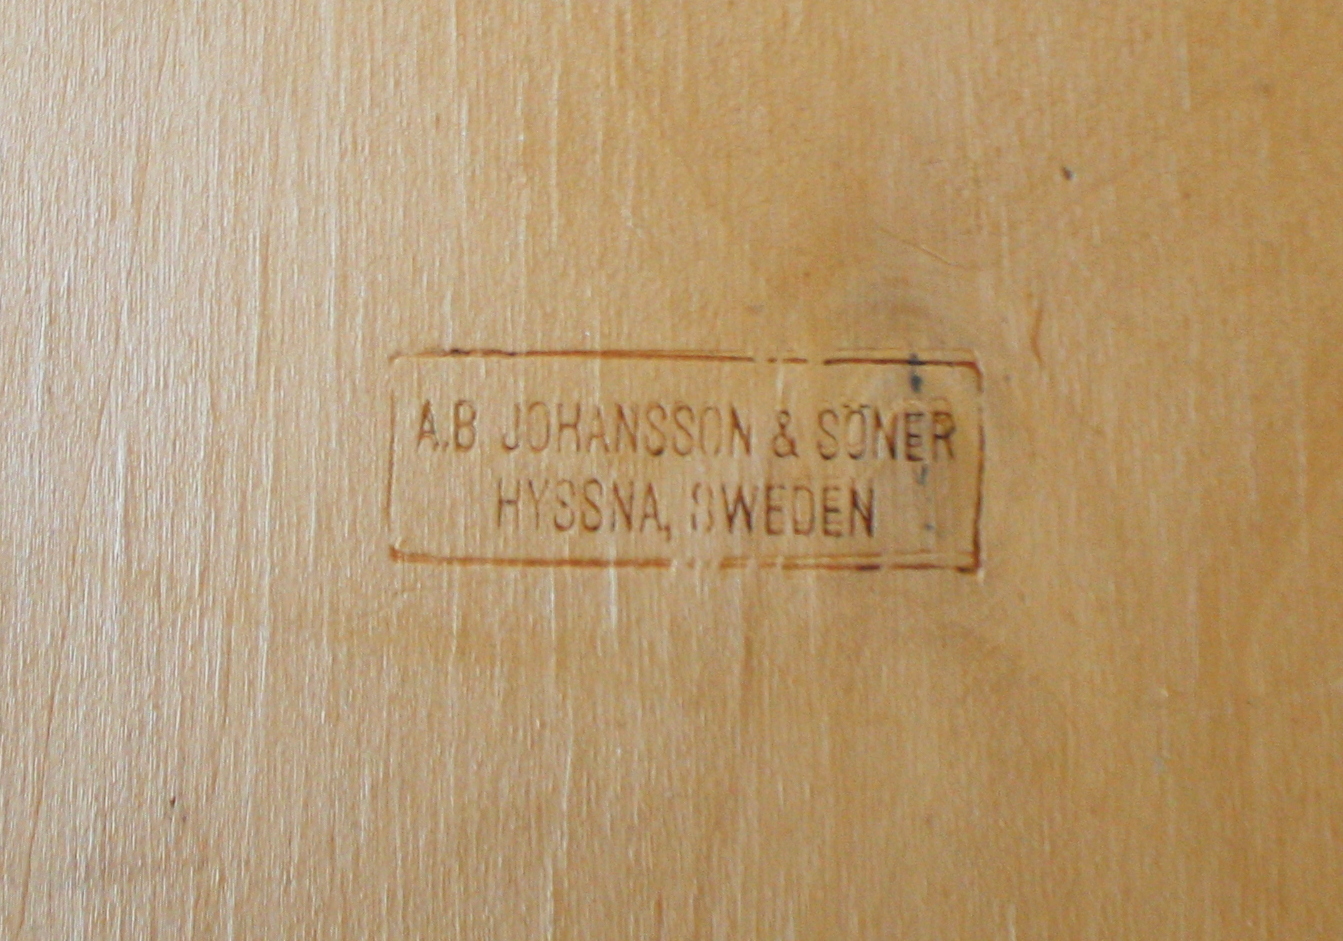 A.B JOHANSSON & SÖNER
HYSSNA, SWEDEN